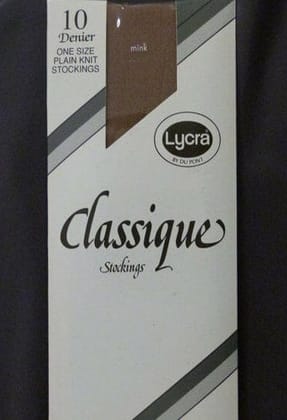 10
Denier
ONE SIZE
PLAIN KNIT
STOCKINGS
mink
Lycra
BY DU PONT
Classique
Stockings